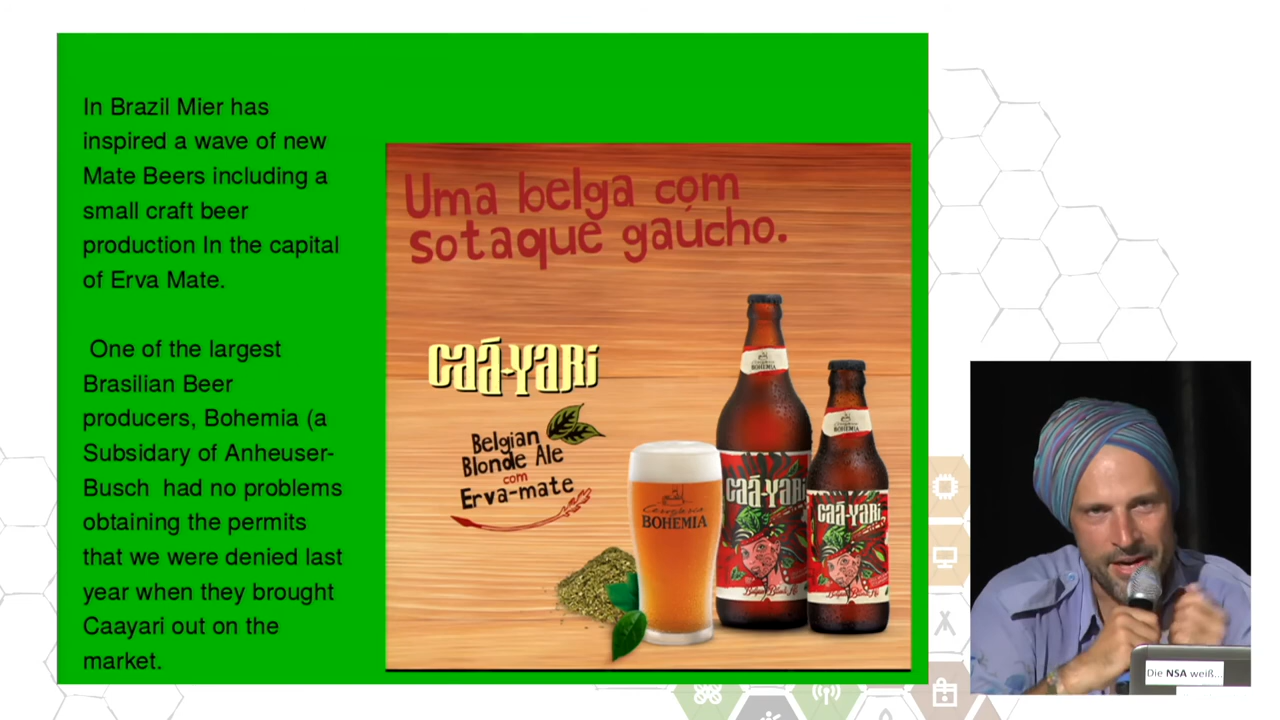 In Brazil Mier has
inspired a wave of new
Mate Beers including a
small craft beer
production In the capital
of Erva Mate.
One of the largest
Brasilian Beer
producers, Bohemia (a
Subsidary of Anheuser-
Busch had no problems
obtaining the permits
that we were denied last
year when they brought
Caayari out on the
market.
Uma belga com
sotaque gaúcho.
Caá-Yari
Belgian
Blonde Ale
com
Erva-mate
Cervejaria
BOHEMIA
BOHEMIA
Caá-Yari
BOHEMIA
Caá-Yari
Die NSA weiß...